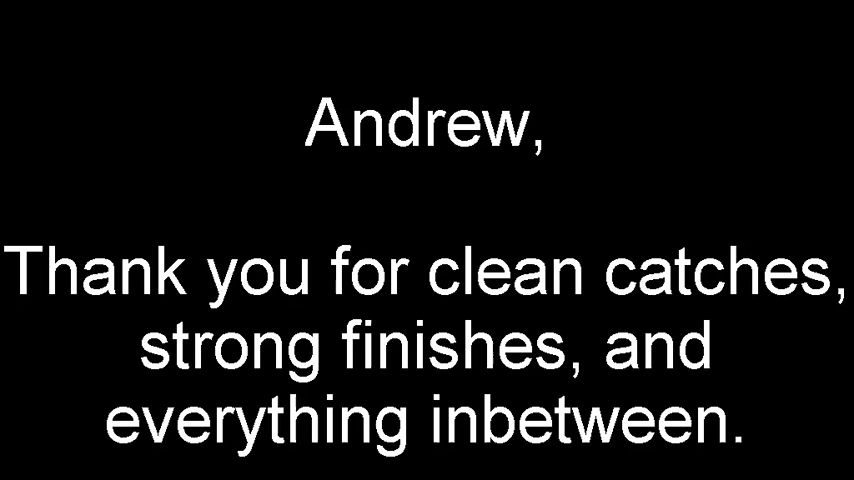 Andrew,
Thank you for clean catches,
strong finishes, and
everything inbetween.